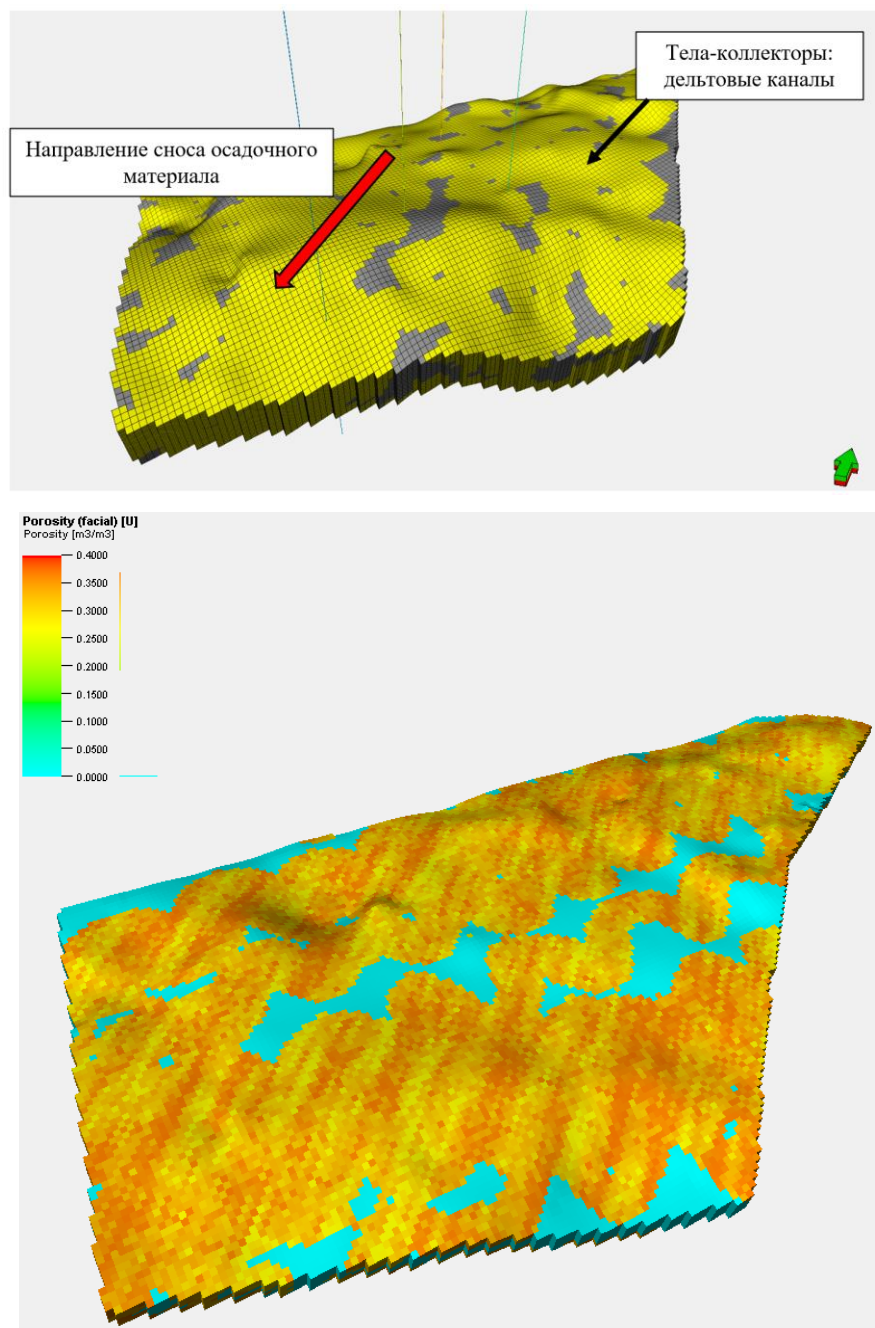 Тела-коллекторы:
дельтовые каналы
Направление сноса осадочного
материала
Porosity (facial) [U]
Porosity [m3/m3]
0.4000
0.3500
0.3000
0.2500
0.2000
0.1500
0.1000
0.0500
0.0000